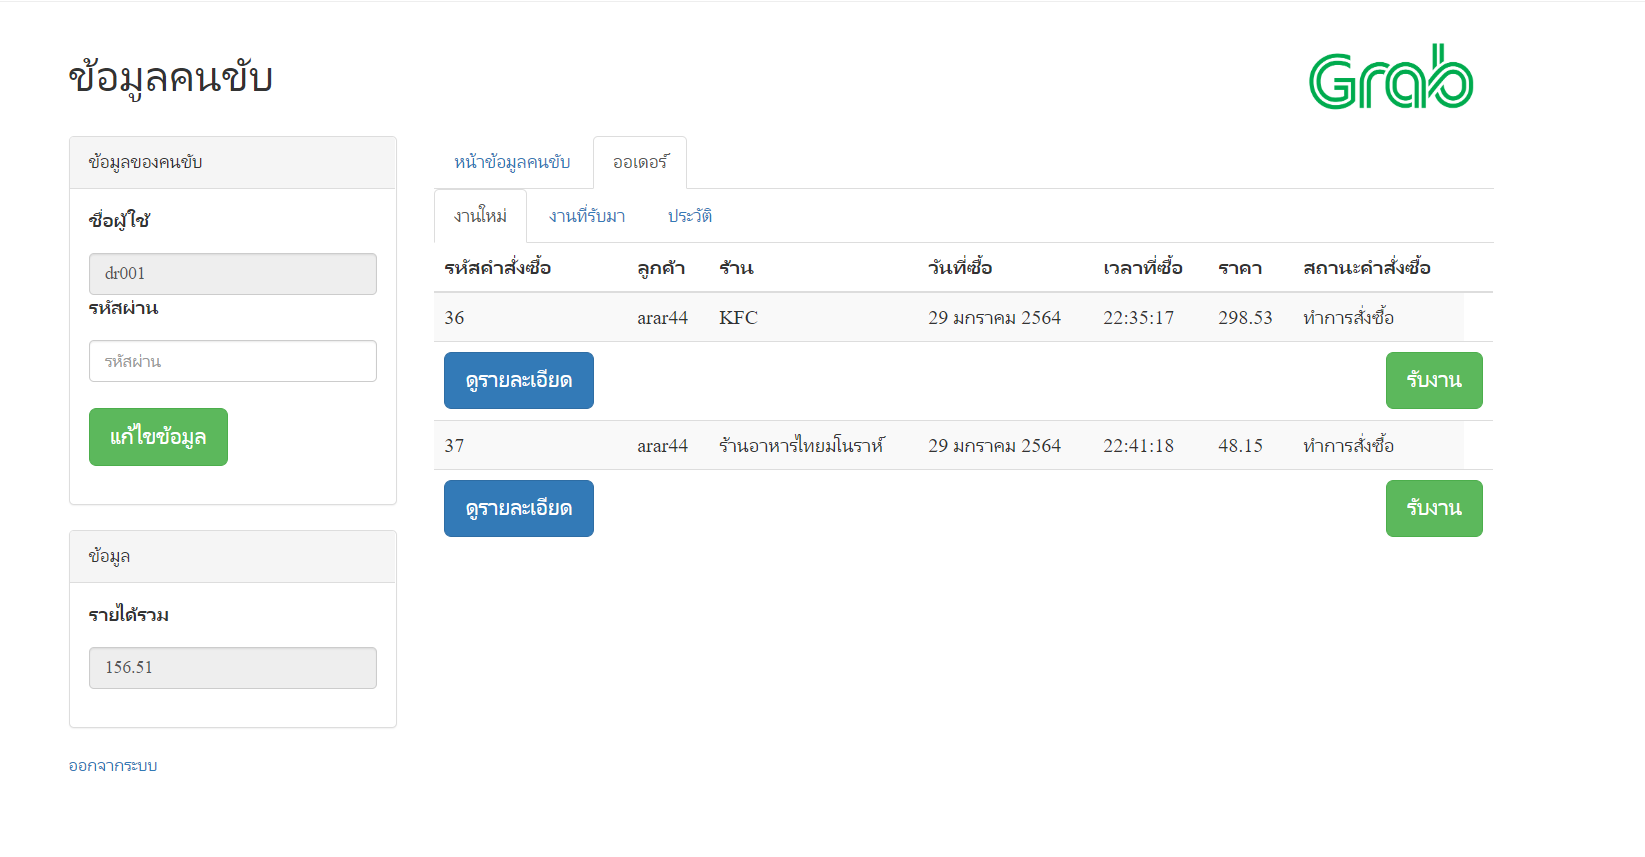 ข้อมูลคนขับ
Grab
ข้อมูลของคนขับ
ชื่อผู้ใช้
dr001
รหัสผ่าน
รหัสผ่าน
แก้ไขข้อมูล
ข้อมูล
รายได้รวม
156.51
ออกจากระบบ
หน้าข้อมูลคนขับ ออเดอร์
งานใหม่ งานที่รับมา ประวัติ
รหัสคำสั่งซื้อ ลูกค้า ร้าน วันที่ซื้อ เวลาที่ซื้อ ราคา สถานะคำสั่งซื้อ
36 arar44 KFC 29 มกราคม 2564 22:35:17 298.53 ทำการสั่งซื้อ
ดูรายละเอียด รับงาน
37 arar44 ร้านอาหารไทยมโนราห์ 29 มกราคม 2564 22:41:18 48.15 ทำการสั่งซื้อ
ดูรายละเอียด รับงาน